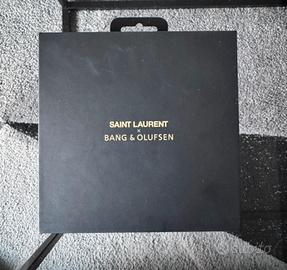 SAINT LAURENT
×
BANG & OLUFSEN